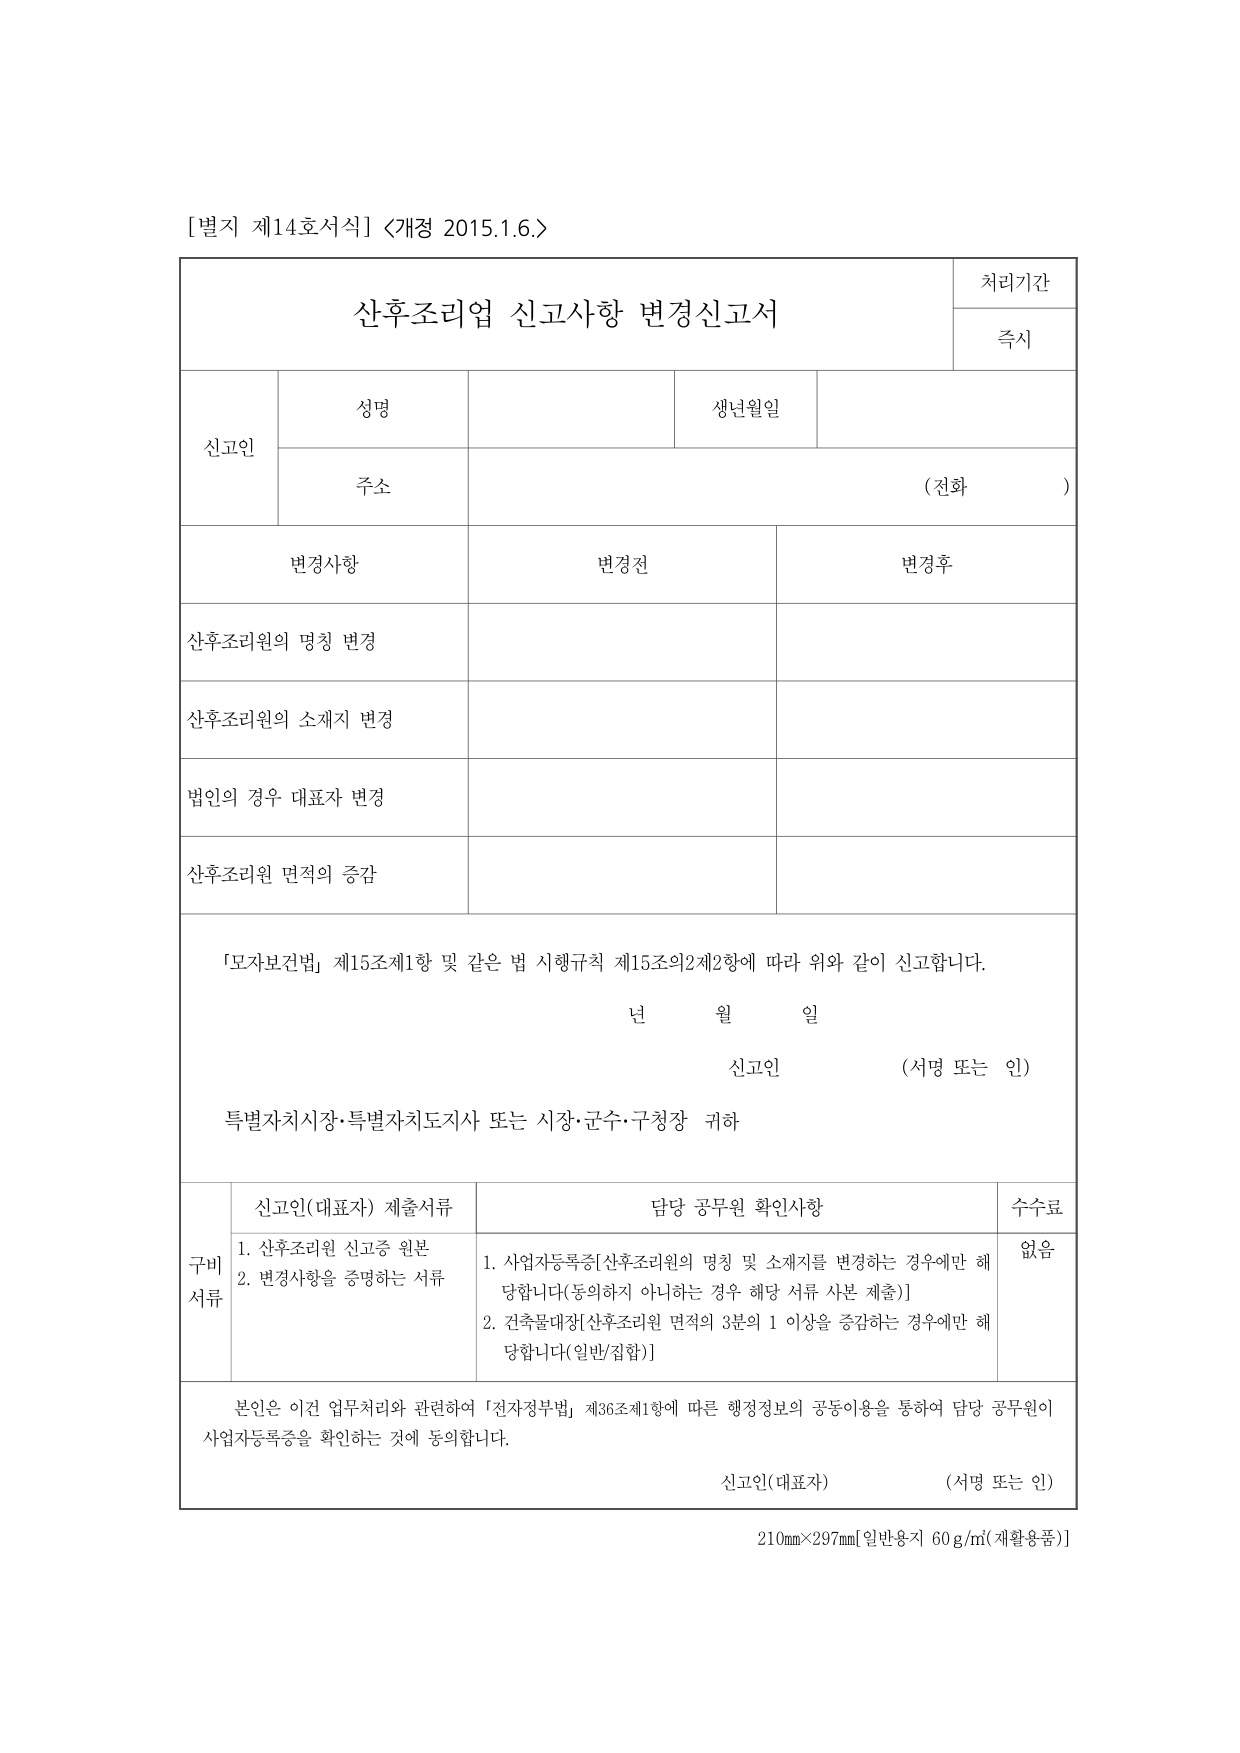 [별지 제14호서식] <개정 2015.1.6.>
산후조리업 신고사항 변경신고서
처리기간
즉시
신고인
성명
생년월일
주소
(전화 )
변경사항 변경전 변경후
산후조리원의 명칭 변경
산후조리원의 소재지 변경
법인의 경우 대표자 변경
산후조리원 면적의 증감
「모자보건법」 제15조제1항 및 같은 법 시행규칙 제15조의2제2항에 따라 위와 같이 신고합니다.
년 월 일
신고인 (서명 또는 인)
특별자치시장·특별자치도지사 또는 시장·군수·구청장 귀하
구비
서류
신고인(대표자) 제출서류
1. 산후조리원 신고증 원본
2. 변경사항을 증명하는 서류
담당 공무원 확인사항
1. 사업자등록증[산후조리원의 명칭 및 소재지를 변경하는 경우에만 해
당합니다(동의하지 아니하는 경우 해당 서류 사본 제출)]
2. 건축물대장[산후조리원 면적의 3분의 1 이상을 증감하는 경우에만 해
당합니다(일반/집합)]
수수료
없음
본인은 이건 업무처리와 관련하여 「전자정부법」 제36조제1항에 따른 행정정보의 공동이용을 통하여 담당 공무원이
사업자등록증을 확인하는 것에 동의합니다.
신고인(대표자) (서명 또는 인)
210㎜×297㎜[일반용지 60ｇ/㎡(재활용품)]